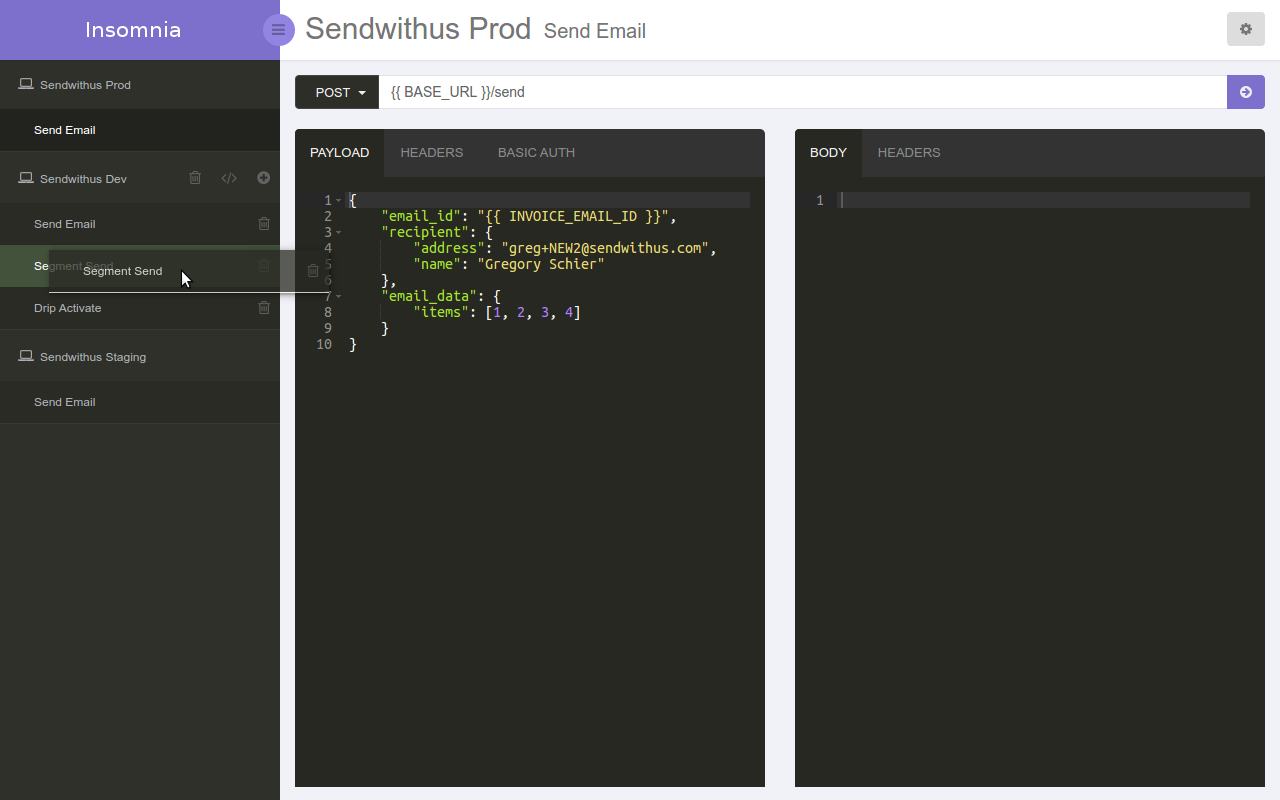 Insomnia
Sendwithus Prod Send Email
Sendwithus Prod
Send Email
Sendwithus Dev
Send Email
Segment Send
Segment Send
Drip Activate
Sendwithus Staging
Send Email
POST {{ BASE_URL }}/send
PAYLOAD HEADERS BASIC AUTH
1 {
2 "email_id": "{{ INVOICE_EMAIL_ID }}",
3 "recipient": {
4 "address": "greg+NEW2@sendwithus.com",
5 "name": "Gregory Schier"
6 },
7 "email_data": {
8 "items": [1, 2, 3, 4]
9 }
10 }
BODY HEADERS
1